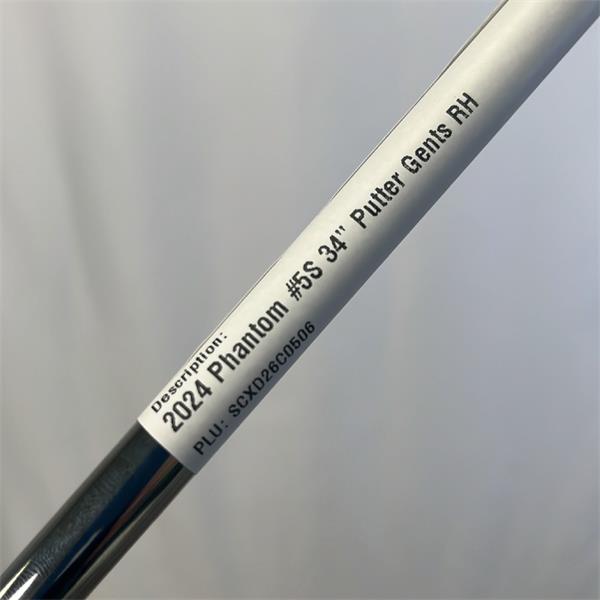 Description:
2024 Phantom #5S 34" Putter Gents RH
PLU: SCXD26C0506